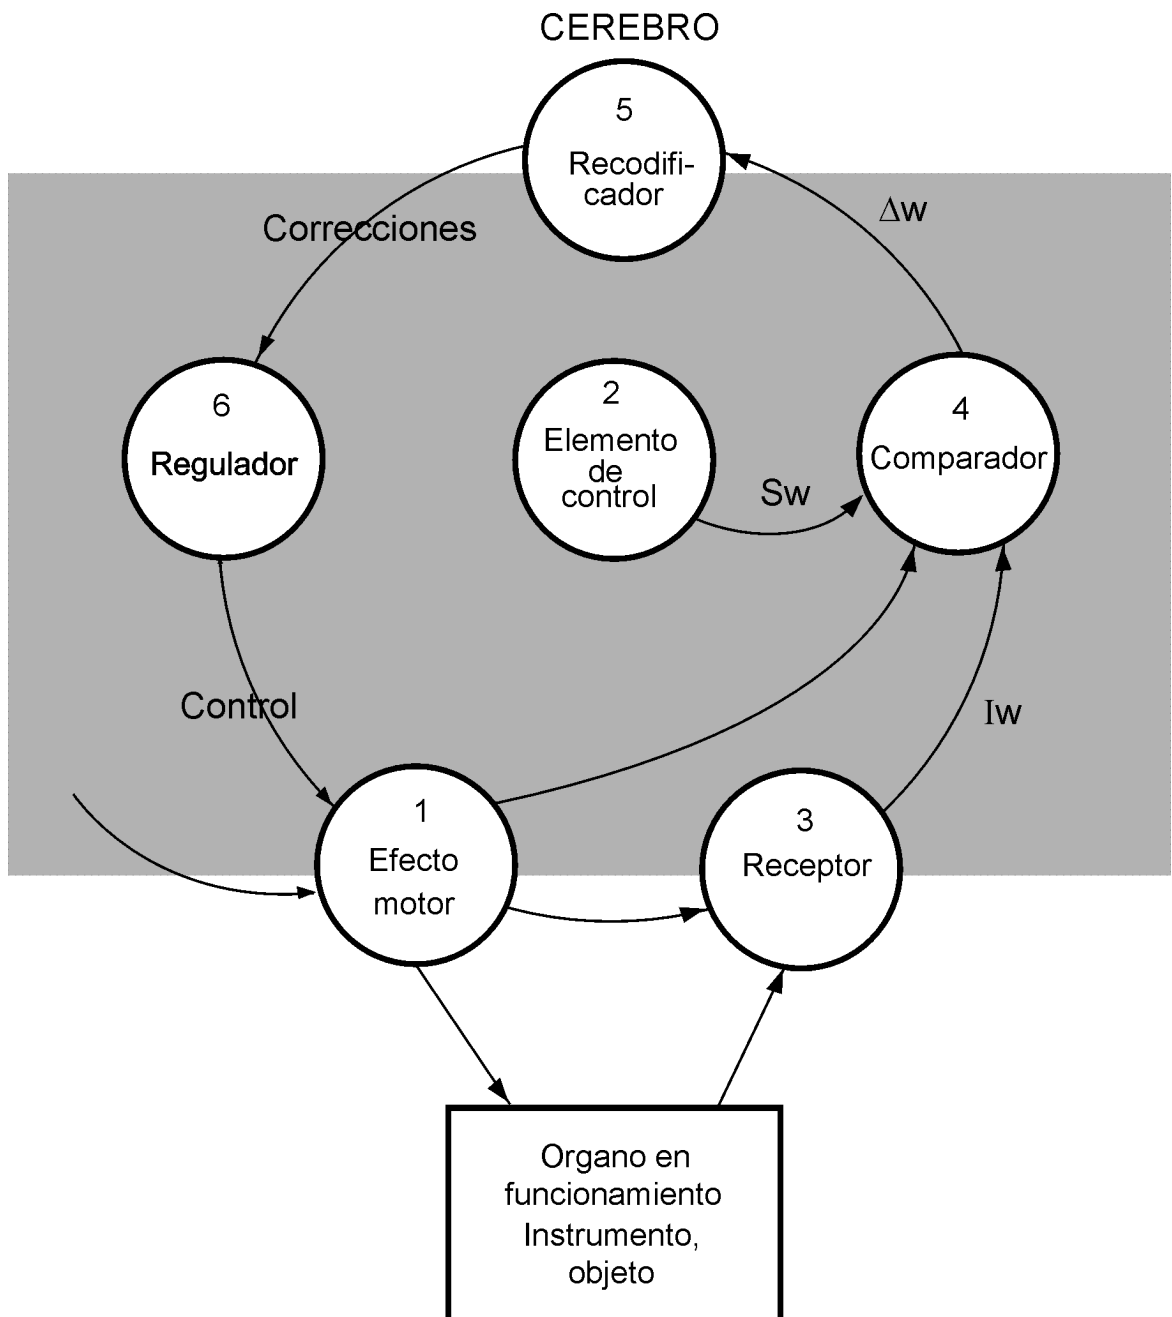 CEREBRO
5
Recodifi-
cador
Δw
Correcciones
6
Regulador
2
Elemento
de
control
4
Comparador
Sw
Control
Iw
1
Efecto
motor
3
Receptor
Organo en
funcionamiento
Instrumento,
objeto